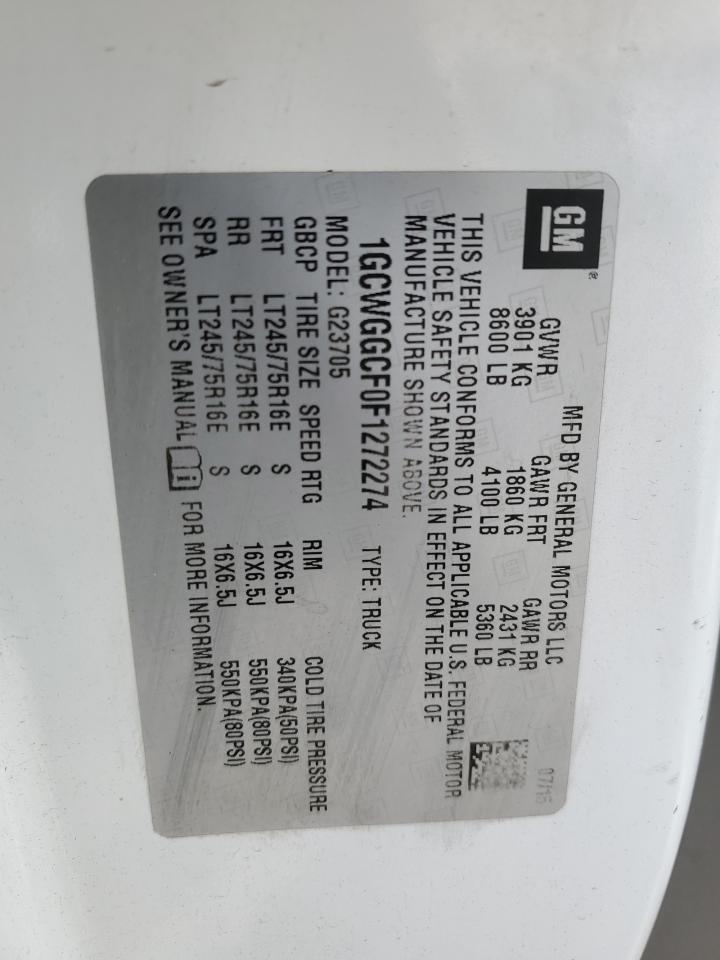 GM
®
MFD BY GENERAL MOTORS LLC
07/15
GVWR GAWR FRT GAWR RR
3901 KG 1860 KG 2431 KG
8600 LB 4100 LB 5360 LB
THIS VEHICLE CONFORMS TO ALL APPLICABLE U.S. FEDERAL MOTOR
VEHICLE SAFETY STANDARDS IN EFFECT ON THE DATE OF
MANUFACTURE SHOWN ABOVE.
1GCWGGCF0F1272274 TYPE: TRUCK
MODEL: G23705
GBCP TIRE SIZE SPEED RTG RIM COLD TIRE PRESSURE
FRT LT245/75R16E S 16X6.5J 340KPA(50PSI)
RR LT245/75R16E S 16X6.5J 550KPA(80PSI)
SPA LT245/75R16E S 16X6.5J 550KPA(80PSI)
SEE OWNER'S MANUAL i FOR MORE INFORMATION.